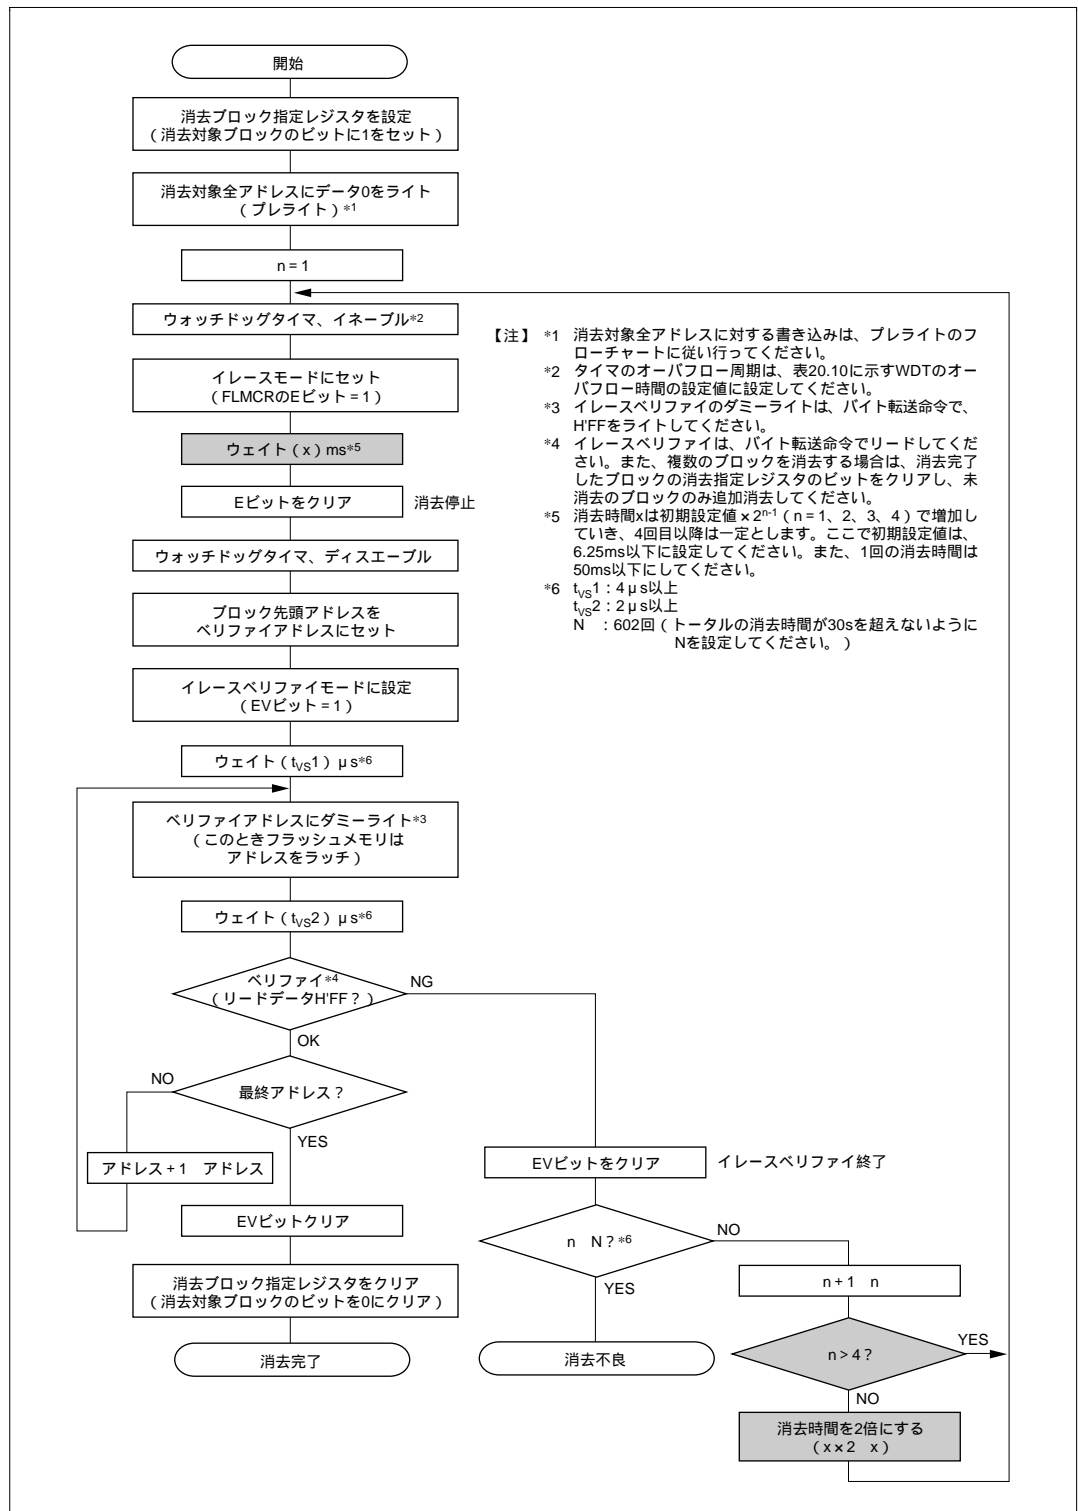 開始
消去ブロック指定レジスタを設定
(消去対象ブロックのビットに1をセット)
消去対象全アドレスにデータ0をライト
(プレライト)*1
n = 1
ウォッチドッグタイマ、イネーブル*2
イレースモードにセット
(FLMCRのEビット = 1)
ウェイト(x)ms*5
Eビットをクリア 消去停止
ウォッチドッグタイマ、ディスエーブル
ブロック先頭アドレスを
ベリファイアドレスにセット
イレースベリファイモードに設定
(EVビット = 1)
ウェイト(tVS1)μs*6
ベリファイアドレスにダミーライト*3
(このときフラッシュメモリは
アドレスをラッチ)
ウェイト(tVS2)μs*6
ベリファイ*4
(リードデータH'FF?)
NG
OK
最終アドレス?
NO
YES
アドレス + 1 アドレス
EVビットクリア
消去ブロック指定レジスタをクリア
(消去対象ブロックのビットを0にクリア)
消去完了
EVビットをクリア イレースベリファイ終了
n N?*6
NO
YES
消去不良
n + 1 n
n > 4?
YES
NO
消去時間を2倍にする
(x×2 x)
【注】 *1 消去対象全アドレスに対する書き込みは、プレライトのフ
ローチャートに従い行ってください。
*2 タイマのオーバフロー周期は、表20.10に示すWDTのオー
バフロー時間の設定値に設定してください。
*3 イレースベリファイのダミーライトは、バイト転送命令で、
H'FFをライトしてください。
*4 イレースベリファイは、バイト転送命令でリードしてくだ
さい。また、複数のブロックを消去する場合は、消去完了
したブロックの消去指定レジスタのビットをクリアし、未
消去のブロックのみ追加消去してください。
*5 消去時間xは初期設定値×2n-1(n = 1、2、3、4)で増加し
ていき、4回目以降は一定とします。ここで初期設定値は、
6.25ms以下に設定してください。また、1回の消去時間は
50ms以下にしてください。
*6 tVS1:4μs以上
tVS2:2μs以上
N :602回(トータルの消去時間が30sを超えないように
Nを設定してください。)